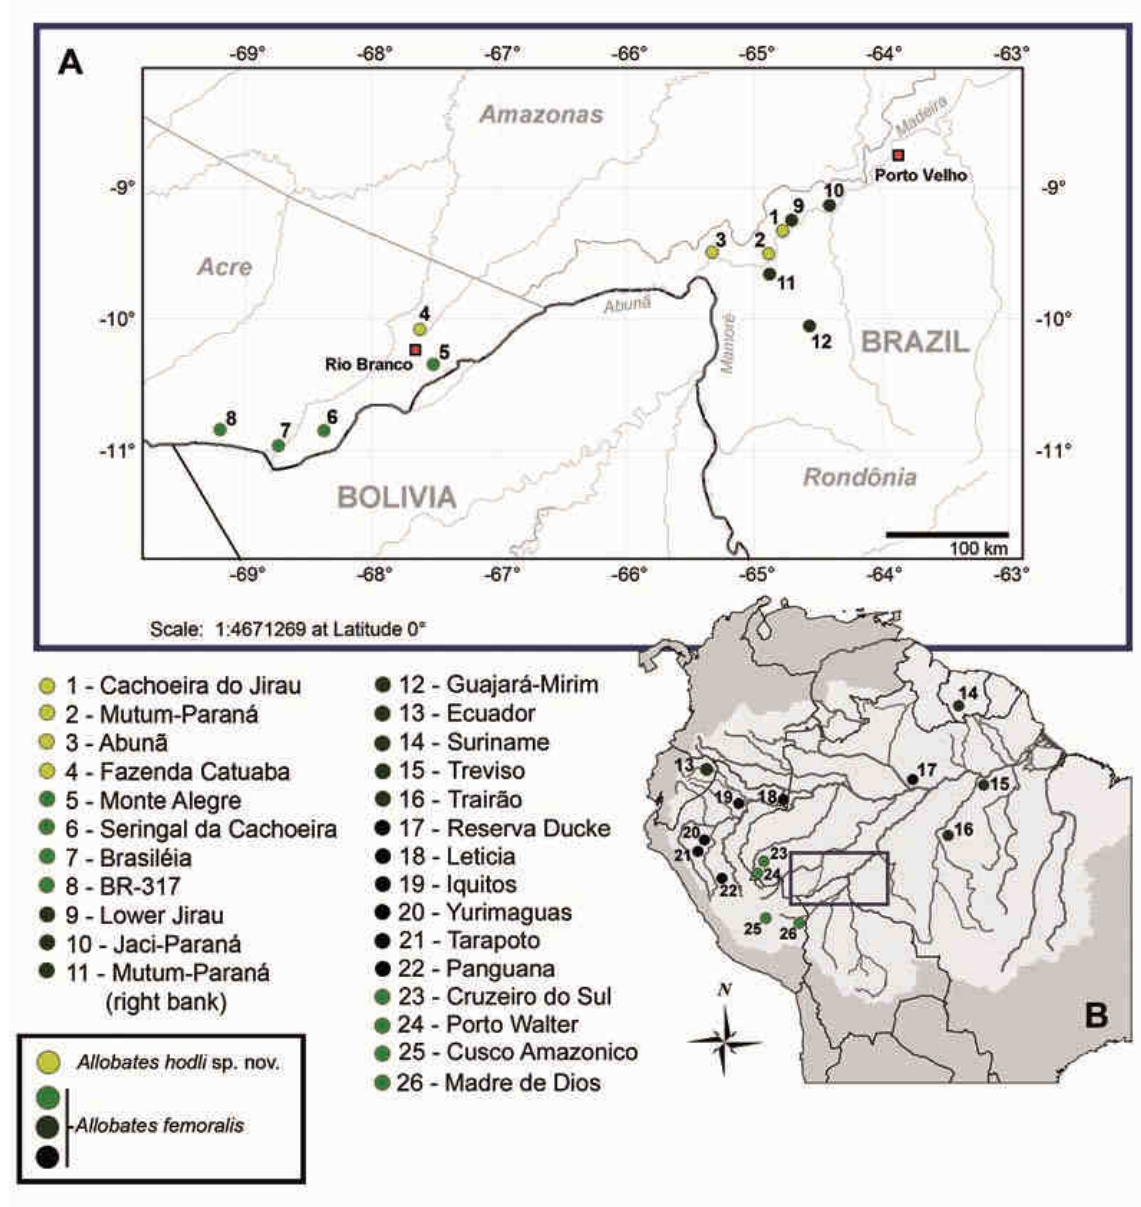 A
-69° -68° -67° -66° -65° -64° -63°
Amazonas
Madeira
Porto Velho
-9° -9°
10
9
1
2
3
11
Acre
Abunã
Mamoré
4
-10° -10°
12
BRAZIL
5
Rio Branco
8
7
6
-11° -11°
BOLIVIA
Rondônia
100 km
-69° -68° -67° -66° -65° -64° -63°
Scale: 1:4671269 at Latitude 0°
1 - Cachoeira do Jirau
2 - Mutum-Paraná
3 - Abunã
4 - Fazenda Catuaba
5 - Monte Alegre
6 - Seringal da Cachoeira
7 - Brasiléia
8 - BR-317
9 - Lower Jirau
10 - Jaci-Paraná
11 - Mutum-Paraná
(right bank)
12 - Guajará-Mirim
13 - Ecuador
14 - Suriname
15 - Treviso
16 - Trairão
17 - Reserva Ducke
18 - Leticia
19 - Iquitos
20 - Yurimaguas
21 - Tarapoto
22 - Panguana
23 - Cruzeiro do Sul
24 - Porto Walter
25 - Cusco Amazonico
26 - Madre de Dios
14
13
17
15
19
18
16
20
21
23
24
22
25
26
N
B
Allobates hodli sp. nov.
Allobates femoralis